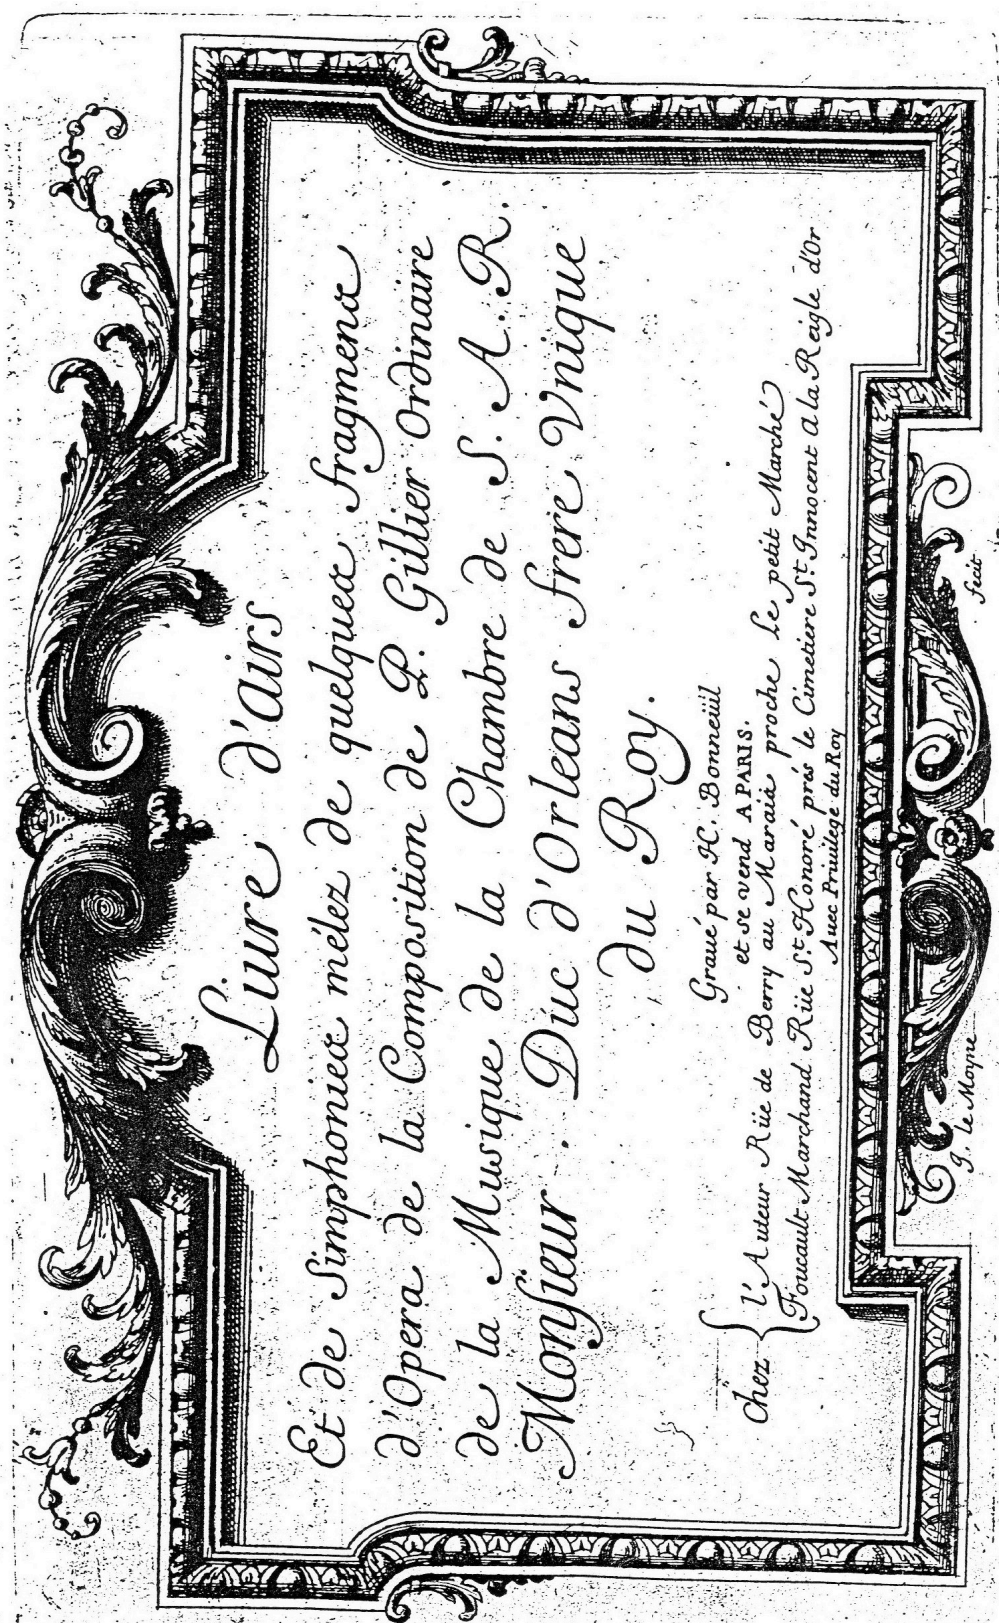 Liure d'Airs
Et de Simphonies mélez de quelques fragmens
d'Opera de la Composition de P. Gillier Ordinaire
de la Musique de la Chambre de S. A. R.
Monsieur. Duc d'Orleans frere Vnique
du Roy.
Graué par H. Bonneüil
et se vend A PARIS.
Chez { l'Auteur Rüe de Berry au Marais proche le petit Marché
Foucault Marchand Rüe St. Honoré prés le Cimetiere St. Innocent a la Reigle d'Or
Auec Priuilege du Roy
J. le Moyne fecit